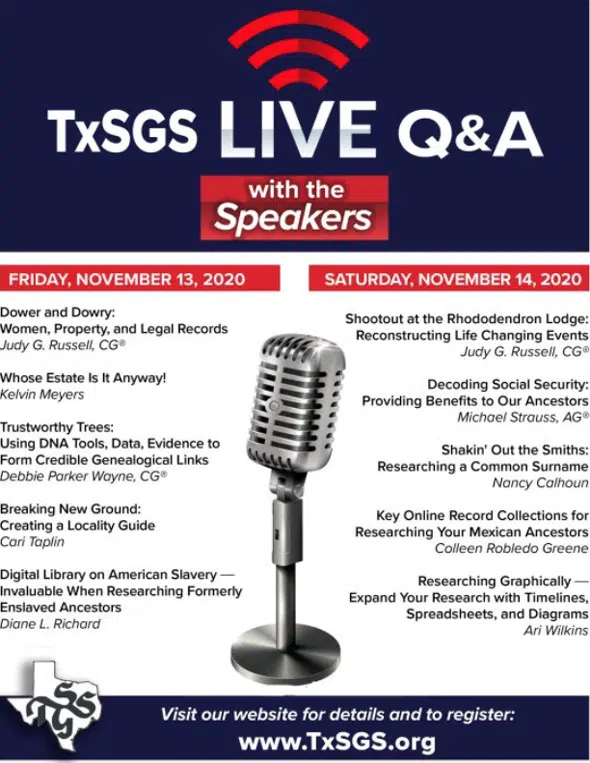 TxSGS LIVE Q&A
with the
Speakers
FRIDAY, NOVEMBER 13, 2020
Dower and Dowry:
Women, Property, and Legal Records
Judy G. Russell, CG®
Whose Estate Is It Anyway!
Kelvin Meyers
Trustworthy Trees:
Using DNA Tools, Data, Evidence to
Form Credible Genealogical Links
Debbie Parker Wayne, CG®
Breaking New Ground:
Creating a Locality Guide
Cari Taplin
Digital Library on American Slavery —
Invaluable When Researching Formerly
Enslaved Ancestors
Diane L. Richard
SATURDAY, NOVEMBER 14, 2020
Shootout at the Rhododendron Lodge:
Reconstructing Life Changing Events
Judy G. Russell, CG®
Decoding Social Security:
Providing Benefits to Our Ancestors
Michael Strauss, AG®
Shakin' Out the Smiths:
Researching a Common Surname
Nancy Calhoun
Key Online Record Collections for
Researching Your Mexican Ancestors
Colleen Robledo Greene
Researching Graphically —
Expand Your Research with Timelines,
Spreadsheets, and Diagrams
Ari Wilkins
TSGS
Visit our website for details and to register:
www.TxSGS.org